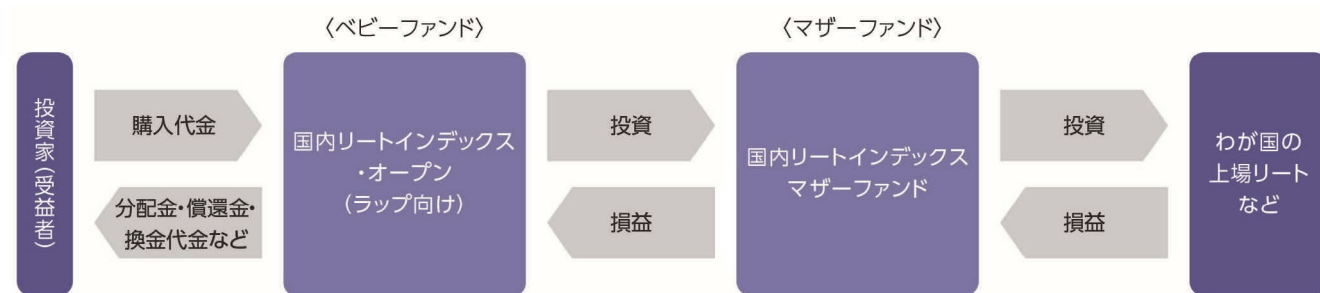 〈ベビーファンド〉
〈マザーファンド〉
投資家(受益者)
購入代金
分配金・償還金・
換金代金など
国内リートインデックス
・オープン
(ラップ向け)
投資
損益
国内リートインデックス
マザーファンド
投資
損益
わが国の
上場リート
など